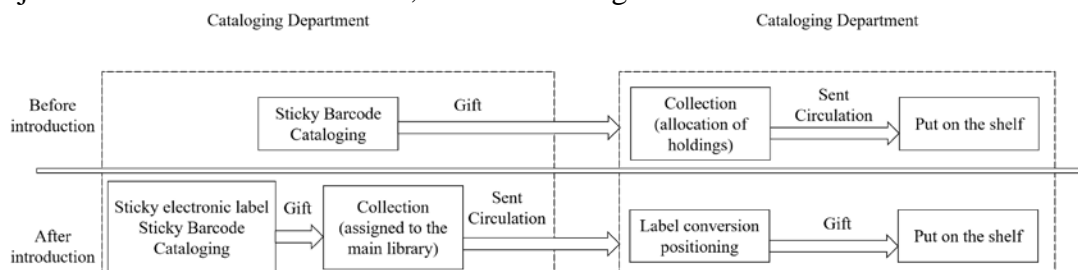 Cataloging Department
Cataloging Department
Before
introduction
Sticky Barcode
Cataloging
Gift
Collection
(allocation of
holdings)
Sent
Circulation
Put on the shelf
After
introduction
Sticky electronic label
Sticky Barcode
Cataloging
Gift
Collection
(assigned to the
main library)
Sent
Circulation
Label conversion
positioning
Gift
Put on the shelf